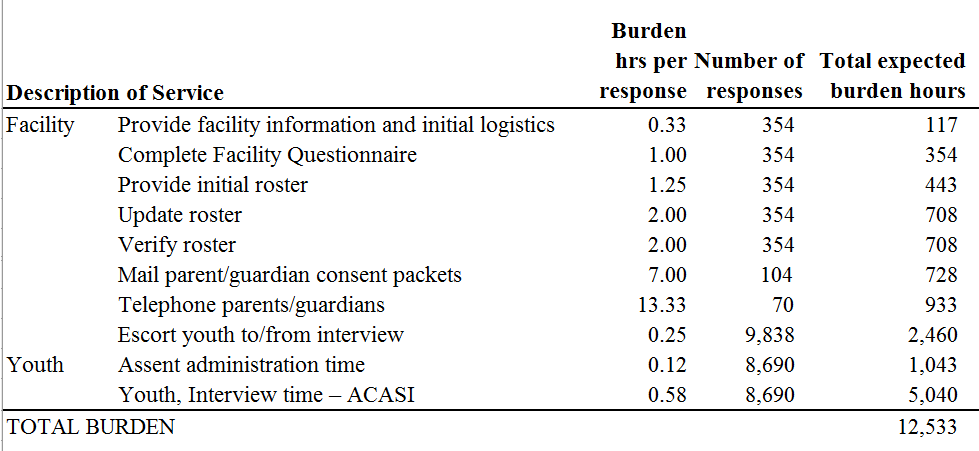 Burden
hrs per Number of Total expected
Description of Service response responses burden hours
Facility Provide facility information and initial logistics 0.33 354 117
Complete Facility Questionnaire 1.00 354 354
Provide initial roster 1.25 354 443
Update roster 2.00 354 708
Verify roster 2.00 354 708
Mail parent/guardian consent packets 7.00 104 728
Telephone parents/guardians 13.33 70 933
Escort youth to/from interview 0.25 9,838 2,460
Youth Assent administration time 0.12 8,690 1,043
Youth, Interview time – ACASI 0.58 8,690 5,040
TOTAL BURDEN 12,533